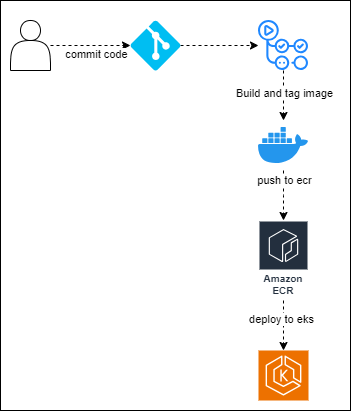 commit code
Build and tag image
push to ecr
Amazon
ECR
deploy to eks
K